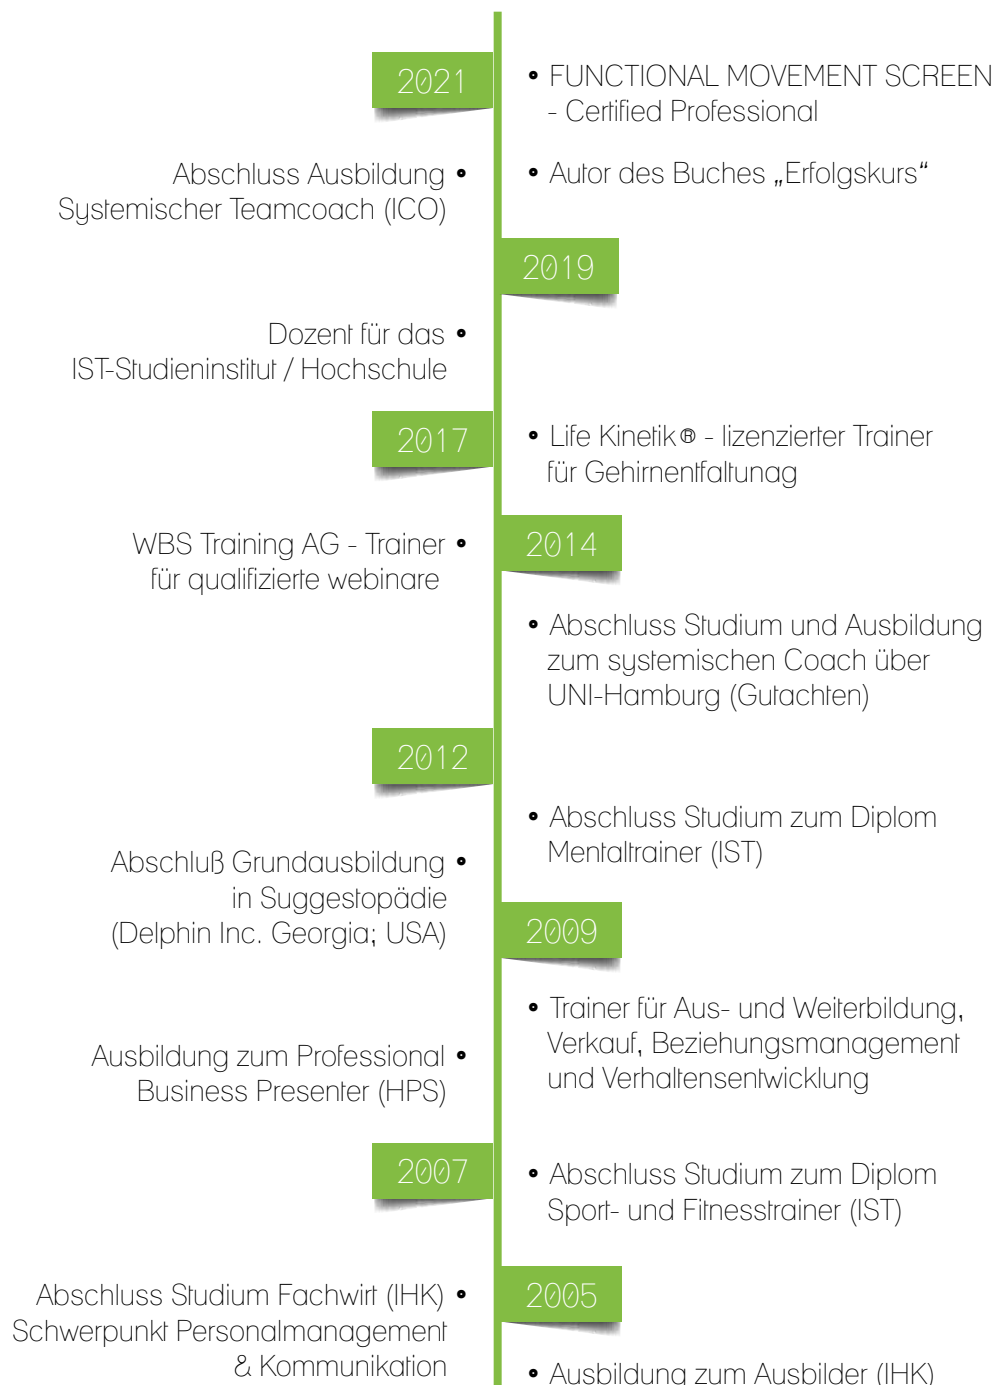 2021
• FUNCTIONAL MOVEMENT SCREEN
- Certified Professional
Abschluss Ausbildung •
Systemischer Teamcoach (ICO)
• Autor des Buches „Erfolgskurs“
2019
Dozent für das •
IST-Studieninstitut / Hochschule
2017
• Life Kinetik® - lizenzierter Trainer
für Gehirnentfaltunag
WBS Training AG - Trainer •
für qualifizierte webinare
2014
• Abschluss Studium und Ausbildung
zum systemischen Coach über
UNI-Hamburg (Gutachten)
2012
• Abschluss Studium zum Diplom
Mentaltrainer (IST)
Abschluß Grundausbildung •
in Suggestopädie
(Delphin Inc. Georgia; USA)
2009
• Trainer für Aus- und Weiterbildung,
Verkauf, Beziehungsmanagement
und Verhaltensentwicklung
Ausbildung zum Professional •
Business Presenter (HPS)
2007
• Abschluss Studium zum Diplom
Sport- und Fitnesstrainer (IST)
2005
Abschluss Studium Fachwirt (IHK) •
Schwerpunkt Personalmanagement
& Kommunikation
• Ausbildung zum Ausbilder (IHK)